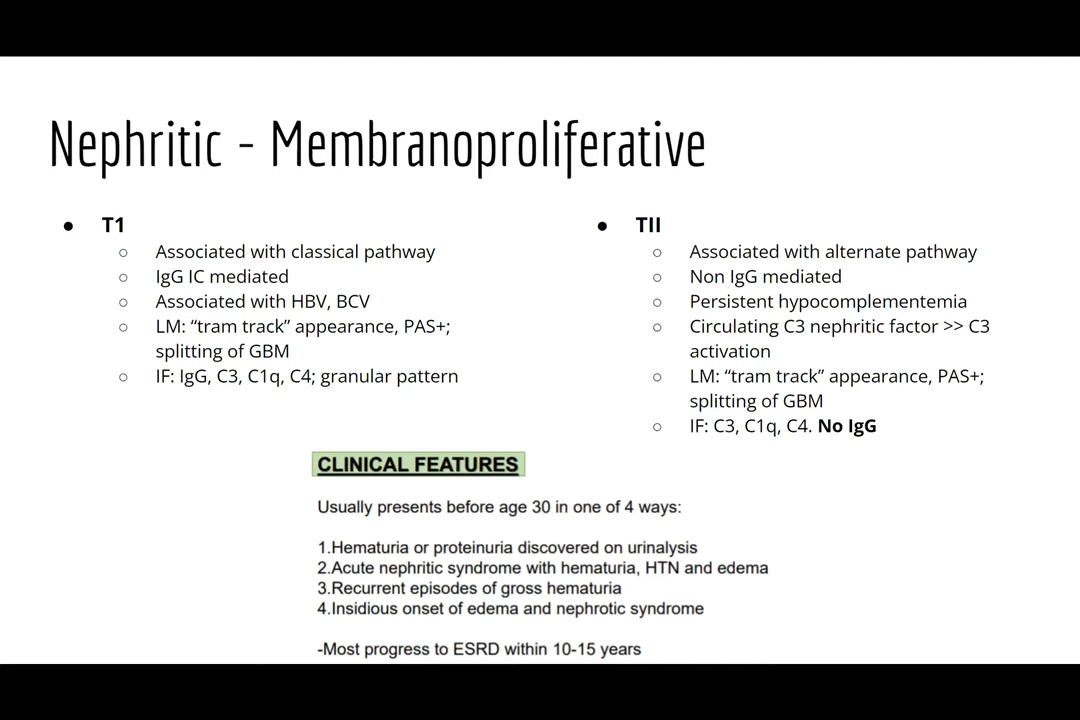 Nephritic - Membranoproliferative
● T1
○ Associated with classical pathway
○ IgG IC mediated
○ Associated with HBV, BCV
○ LM: “tram track” appearance, PAS+;
splitting of GBM
○ IF: IgG, C3, C1q, C4; granular pattern
● TII
○ Associated with alternate pathway
○ Non IgG mediated
○ Persistent hypocomplementemia
○ Circulating C3 nephritic factor >> C3
activation
○ LM: “tram track” appearance, PAS+;
splitting of GBM
○ IF: C3, C1q, C4. No IgG
CLINICAL FEATURES
Usually presents before age 30 in one of 4 ways:
1.Hematuria or proteinuria discovered on urinalysis
2.Acute nephritic syndrome with hematuria, HTN and edema
3.Recurrent episodes of gross hematuria
4.Insidious onset of edema and nephrotic syndrome
-Most progress to ESRD within 10-15 years